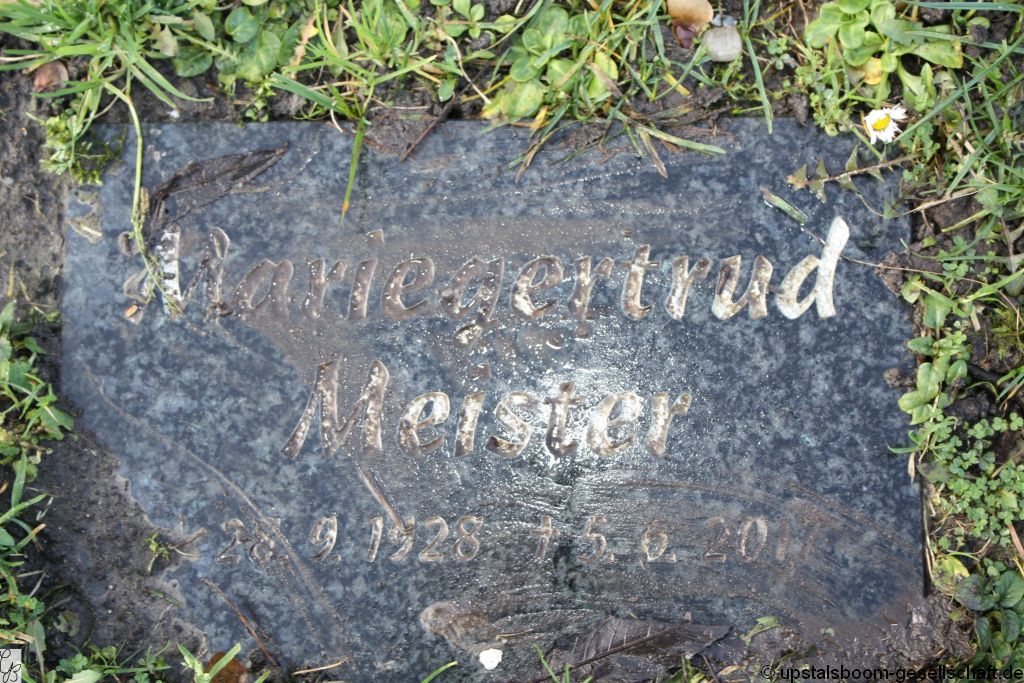 Mariegertrud
Meister
28. 9. 1928 † 5. 6. 2017
© upstalsboom-gesellschaft.de